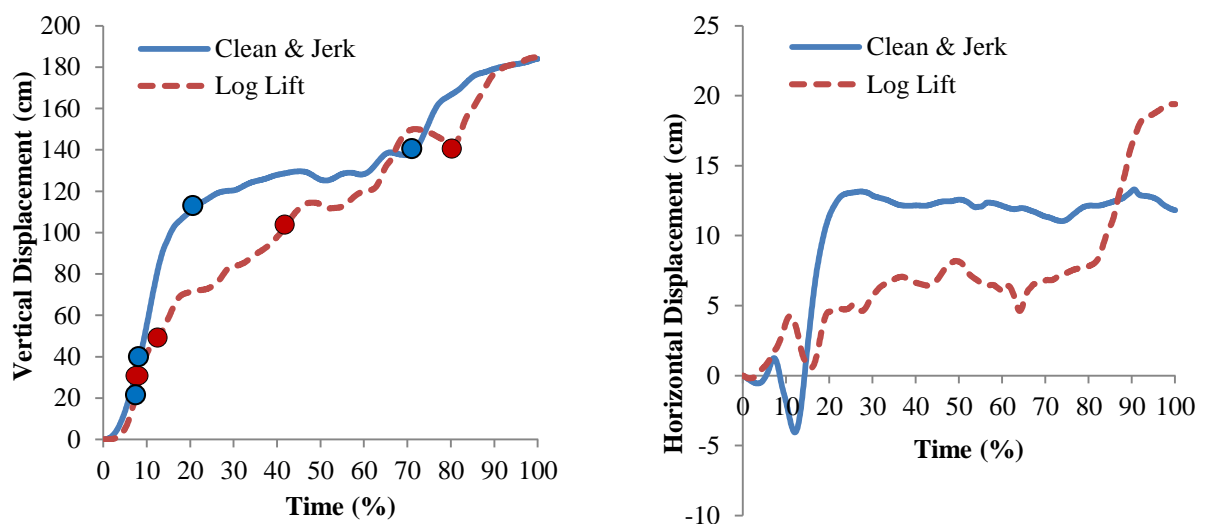 Vertical Displacement (cm)
200
180
160
140
120
100
80
60
40
20
0
Clean & Jerk
Log Lift
0 10 20 30 40 50 60 70 80 90 100
Time (%)
Horizontal Displacement (cm)
25
20
15
10
5
0
-5
-10
Clean & Jerk
Log Lift
0 10 20 30 40 50 60 70 80 90 100
Time (%)